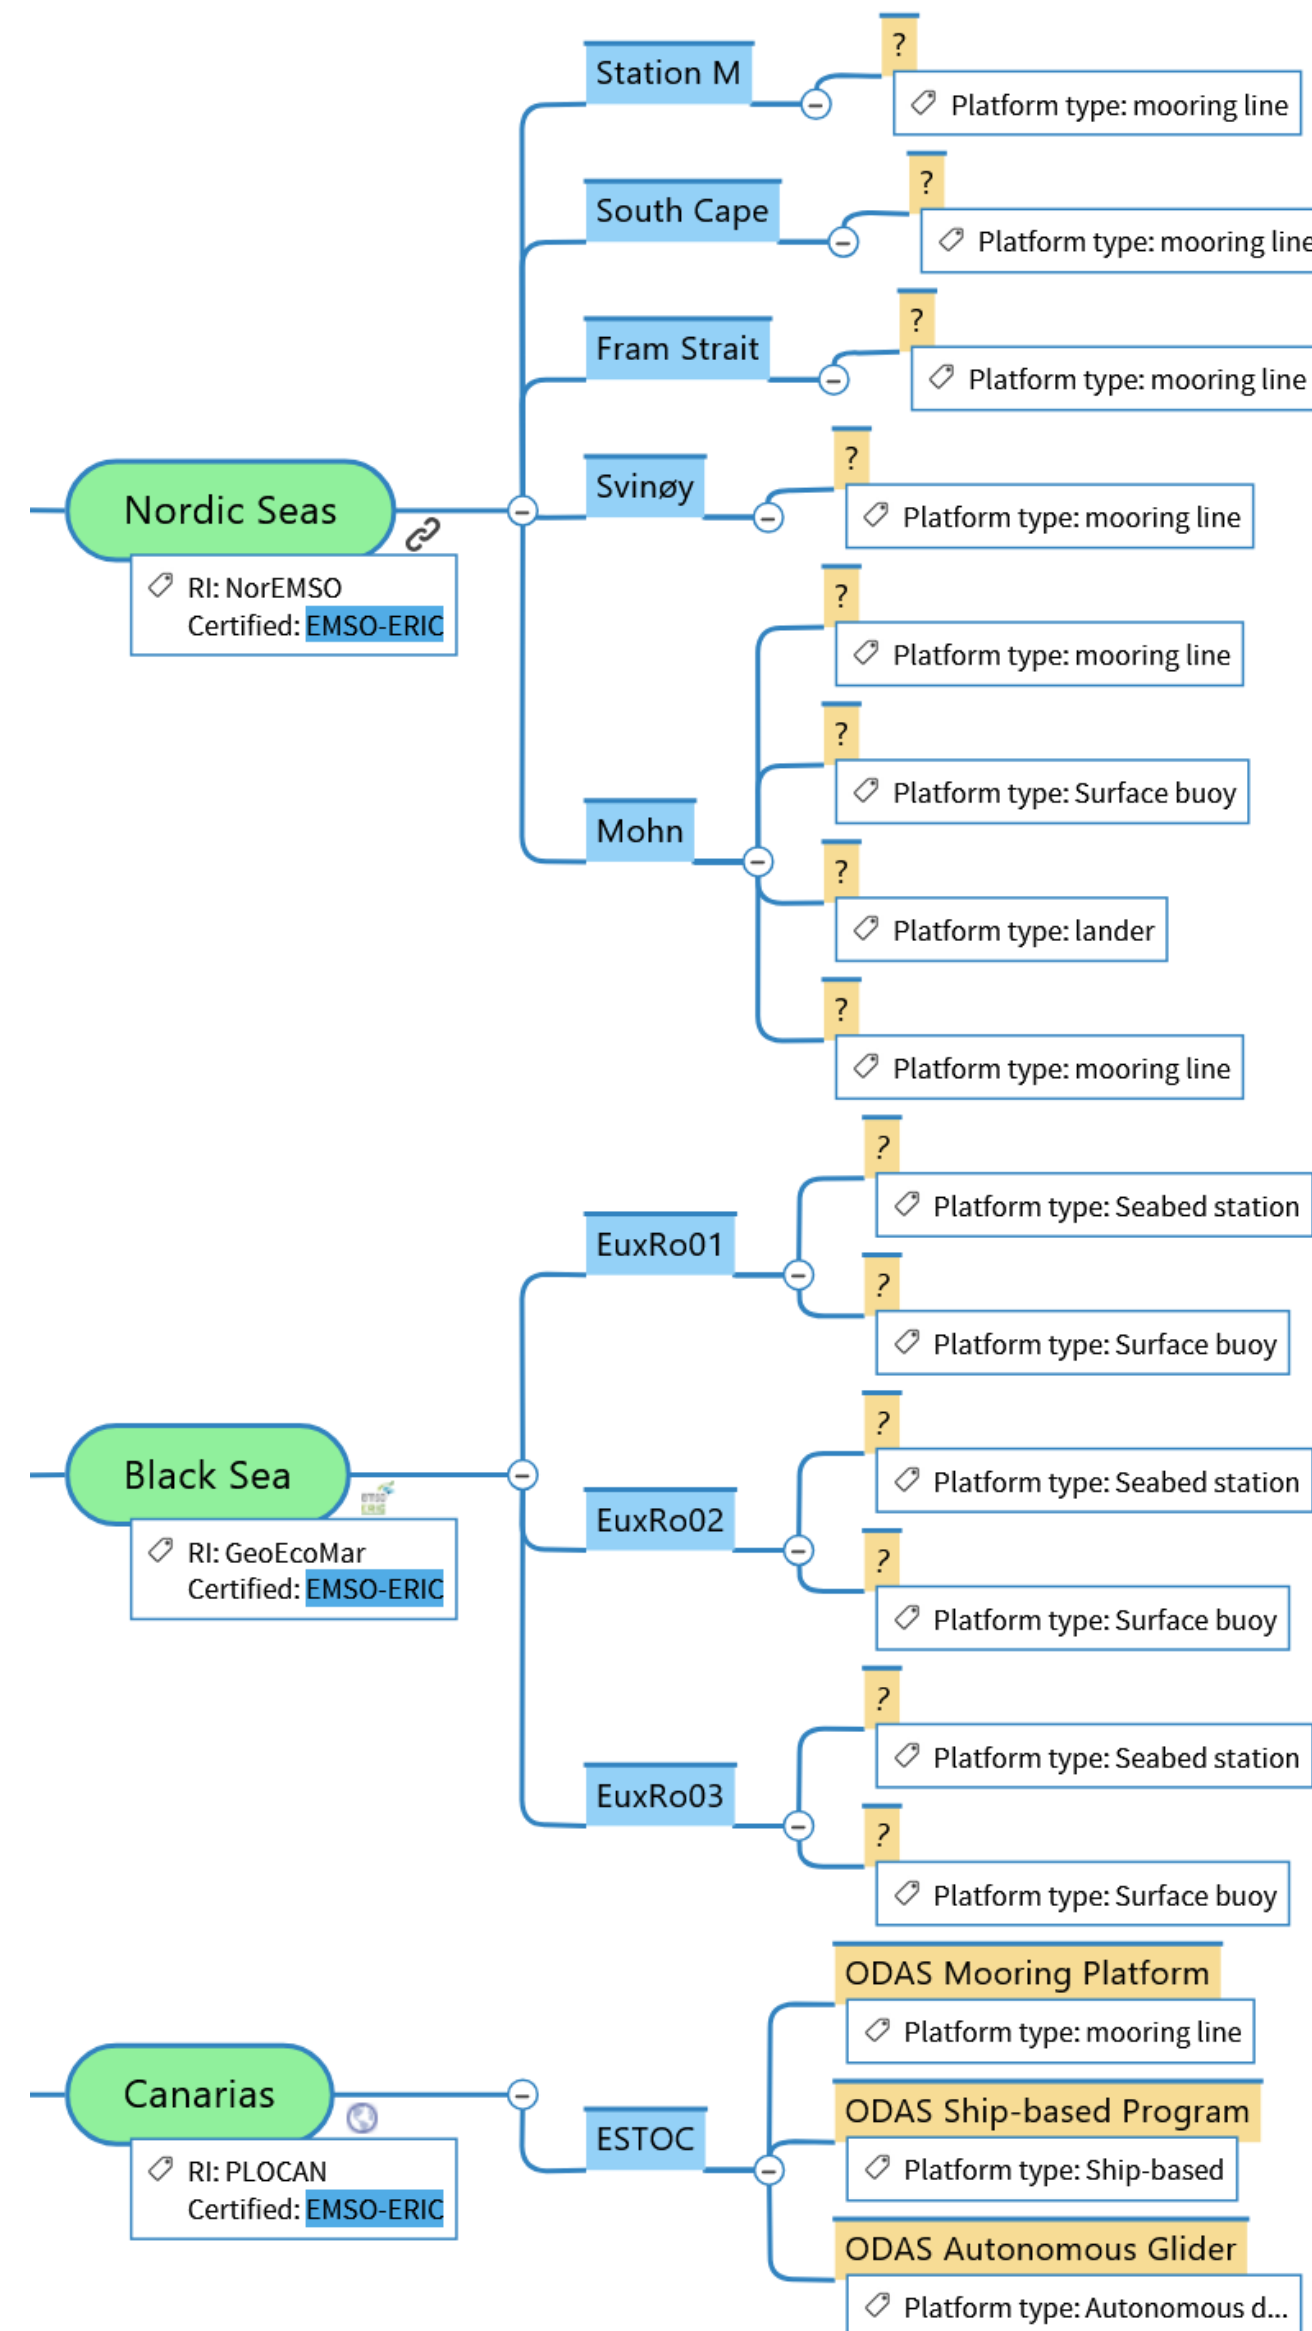 ?
Station M
Platform type: mooring line
?
South Cape
Platform type: mooring line
?
Fram Strait
Platform type: mooring line
?
Svinøy
Platform type: mooring line
Nordic Seas
RI: NorEMSO
Certified: EMSO-ERIC
?
Platform type: mooring line
?
Platform type: Surface buoy
Mohn
?
Platform type: lander
?
Platform type: mooring line
?
Platform type: Seabed station
EuxRo01
?
Platform type: Surface buoy
?
Platform type: Seabed station
Black Sea
RI: GeoEcoMar
Certified: EMSO-ERIC
EuxRo02
?
Platform type: Surface buoy
?
Platform type: Seabed station
EuxRo03
?
Platform type: Surface buoy
ODAS Mooring Platform
Platform type: mooring line
Canarias
RI: PLOCAN
Certified: EMSO-ERIC
ESTOC
ODAS Ship-based Program
Platform type: Ship-based
ODAS Autonomous Glider
Platform type: Autonomous d...